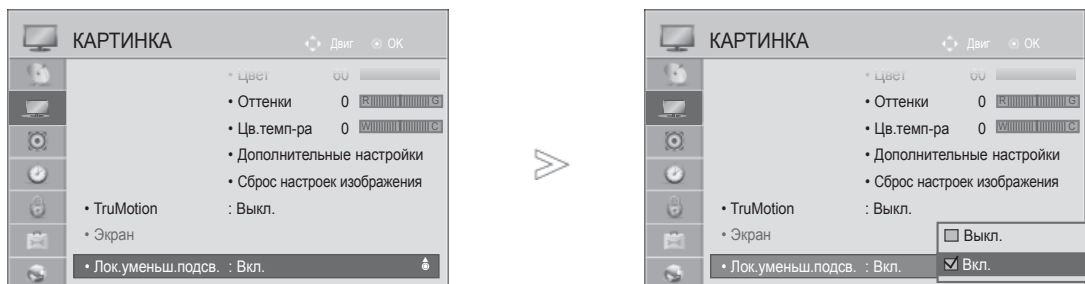 КАРТИНКА Двиг OK
• Цвет 60
• Оттенки 0 R G
• Цв.темп-ра 0 W C
• Дополнительные настройки
• Сброс настроек изображения
• TruMotion : Выкл.
• Экран
• Лок.уменьш.подсв. : Вкл.
>
КАРТИНКА Двиг OK
• Цвет 60
• Оттенки 0 R G
• Цв.темп-ра 0 W C
• Дополнительные настройки
• Сброс настроек изображения
• TruMotion : Выкл.
• Экран
Выкл.
• Лок.уменьш.подсв. : Вкл.
Вкл.